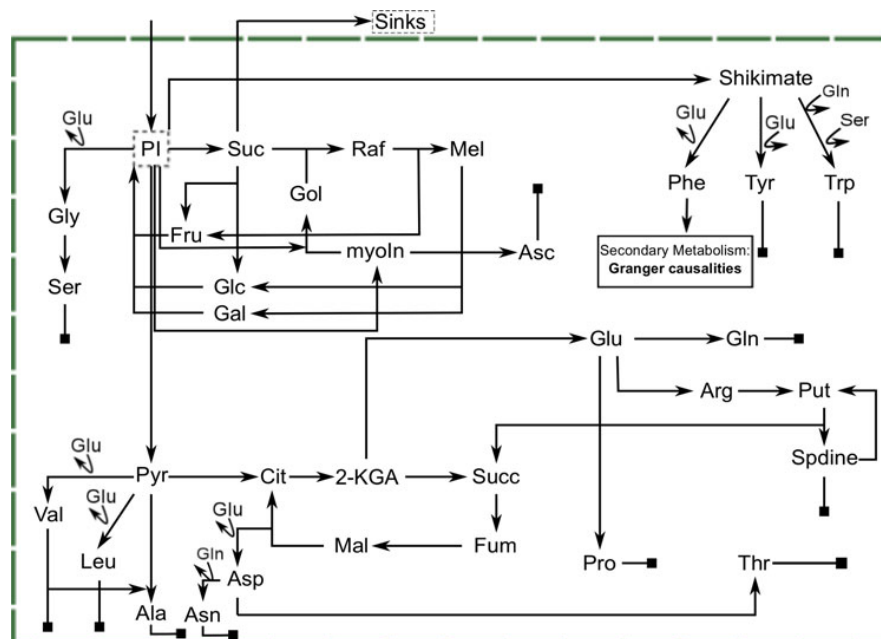 Sinks
Shikimate
Glu
Gln
Glu
Glu
Ser
PI
Suc
Raf
Mel
Gol
Phe
Tyr
Trp
Gly
Fru
myoIn
Asc
Secondary Metabolism:
Granger causalities
Ser
Glc
Gal
Glu
Gln
Arg
Put
Glu
Pyr
Cit
2-KGA
Succ
Spdine
Val
Glu
Glu
Mal
Fum
Leu
Gln
Asp
Pro
Thr
Ala
Asn